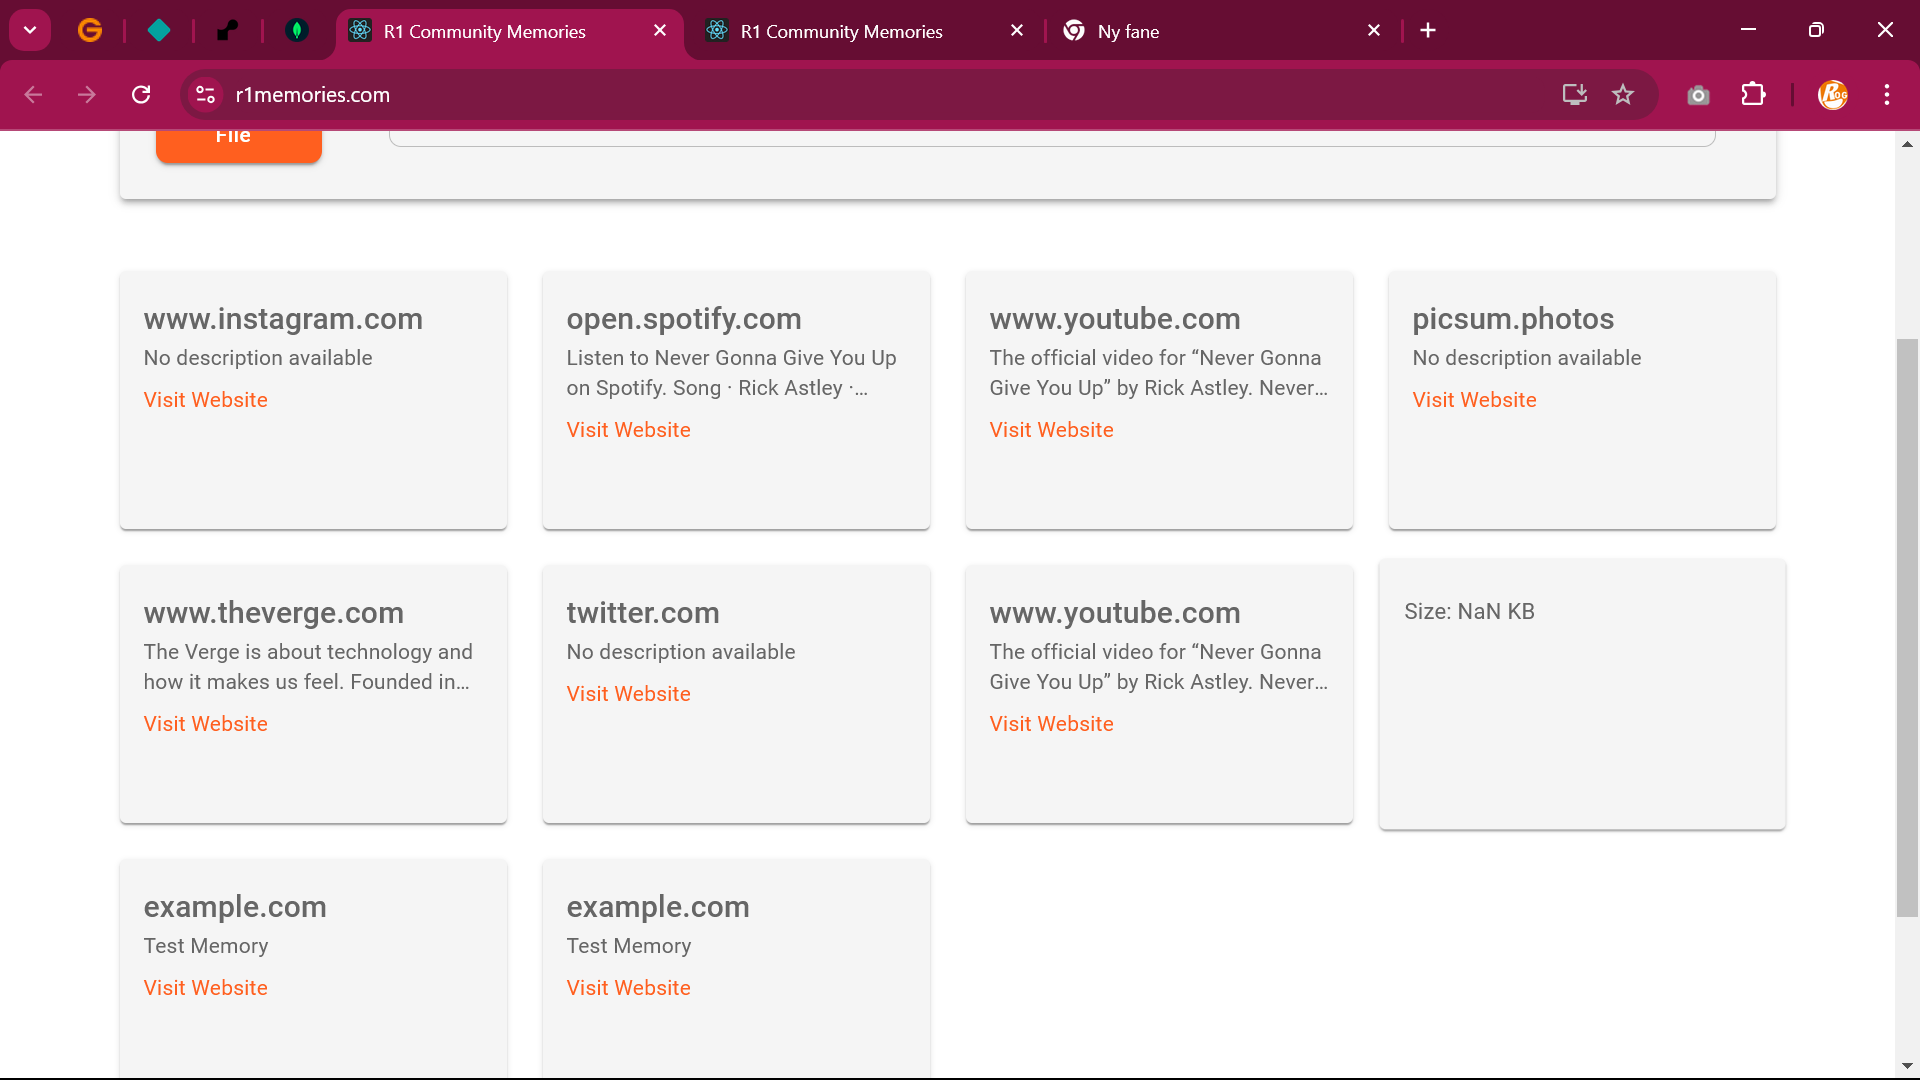 R1 Community Memories
R1 Community Memories
Ny fane
r1memories.com
File
www.instagram.com
No description available
Visit Website
open.spotify.com
Listen to Never Gonna Give You Up
on Spotify. Song · Rick Astley ·...
Visit Website
www.youtube.com
The official video for “Never Gonna
Give You Up” by Rick Astley. Never...
Visit Website
picsum.photos
No description available
Visit Website
www.theverge.com
The Verge is about technology and
how it makes us feel. Founded in...
Visit Website
twitter.com
No description available
Visit Website
www.youtube.com
The official video for “Never Gonna
Give You Up” by Rick Astley. Never...
Visit Website
Size: NaN KB
example.com
Test Memory
Visit Website
example.com
Test Memory
Visit Website